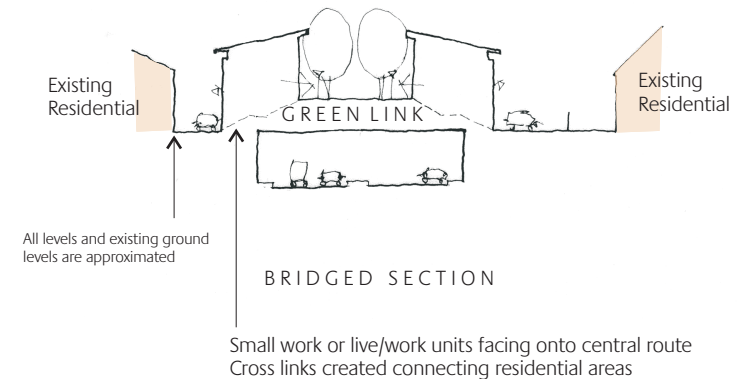 Existing
Residential
Existing
Residential
GREEN LINK
All levels and existing ground
levels are approximated
BRIDGED SECTION
Small work or live/work units facing onto central route
Cross links created connecting residential areas